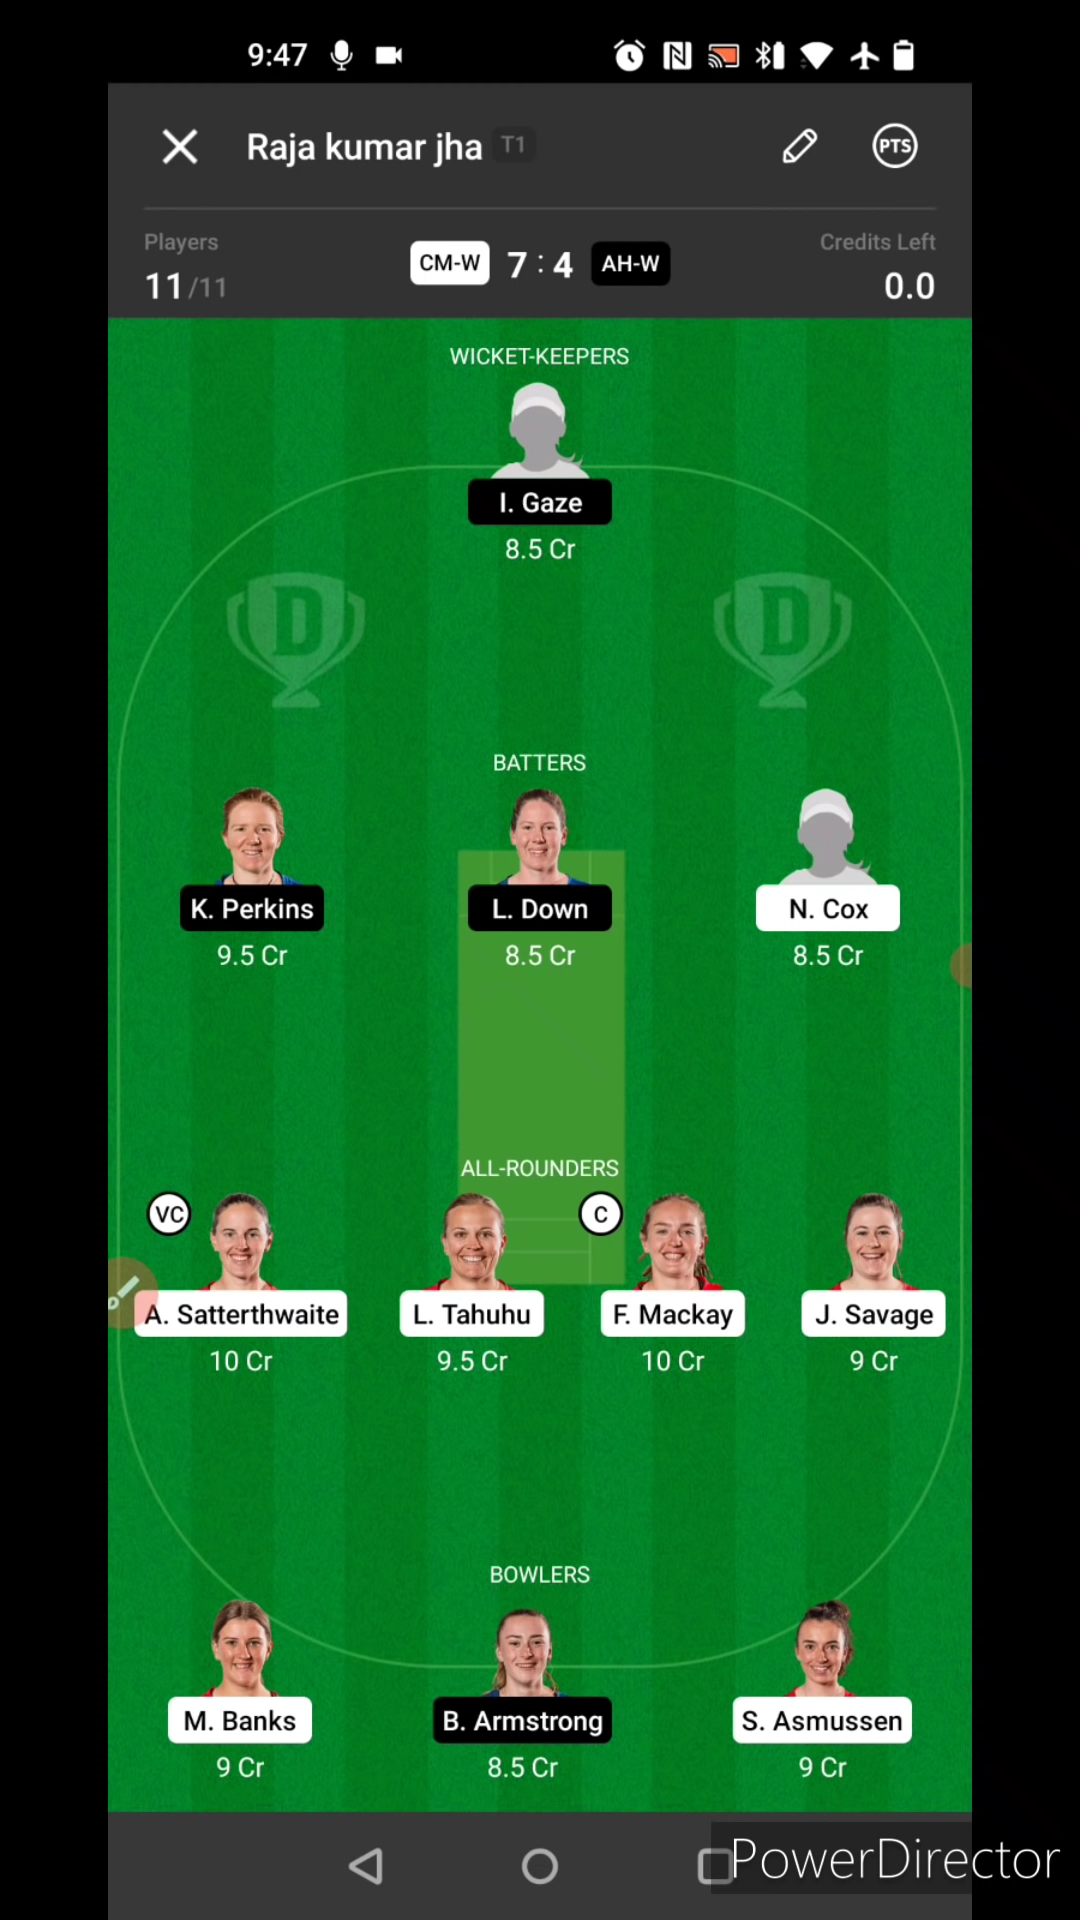 9:47
Raja kumar jha T1
PTS
Players
Credits Left
11/11
CM-W 7 : 4 AH-W
0.0
WICKET-KEEPERS
I. Gaze
8.5 Cr
D D
BATTERS
K. Perkins L. Down N. Cox
9.5 Cr 8.5 Cr 8.5 Cr
ALL-ROUNDERS
VC C
A. Satterthwaite L. Tahuhu F. Mackay J. Savage
10 Cr 9.5 Cr 10 Cr 9 Cr
BOWLERS
M. Banks B. Armstrong S. Asmussen
9 Cr 8.5 Cr 9 Cr
PowerDirector